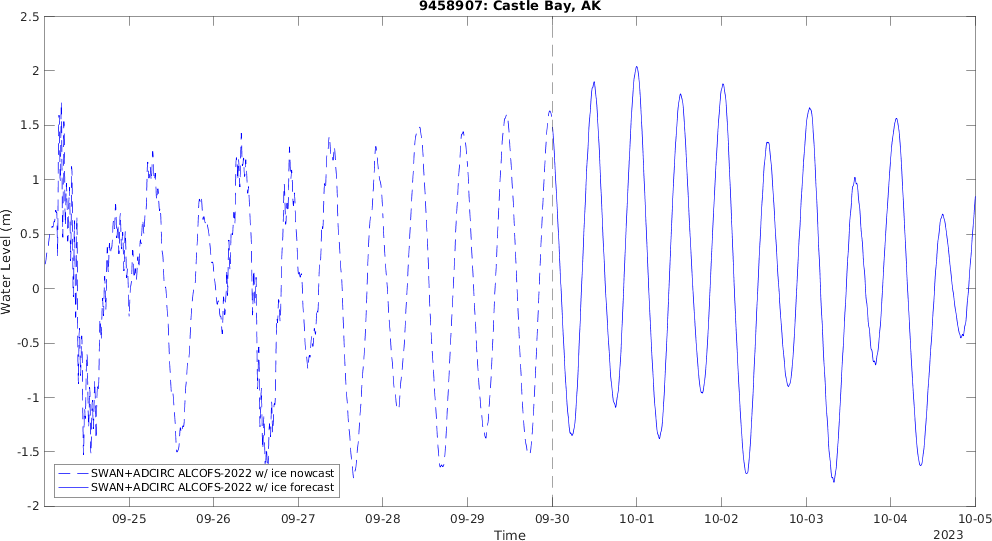 9458907: Castle Bay, AK
2.5
2
1.5
1
0.5
0
-0.5
-1
-1.5
-2
Water Level (m)
SWAN+ADCIRC ALCOFS-2022 w/ ice nowcast
SWAN+ADCIRC ALCOFS-2022 w/ ice forecast
09-25 09-26 09-27 09-28 09-29 09-30 10-01 10-02 10-03 10-04 10-05
Time
2023